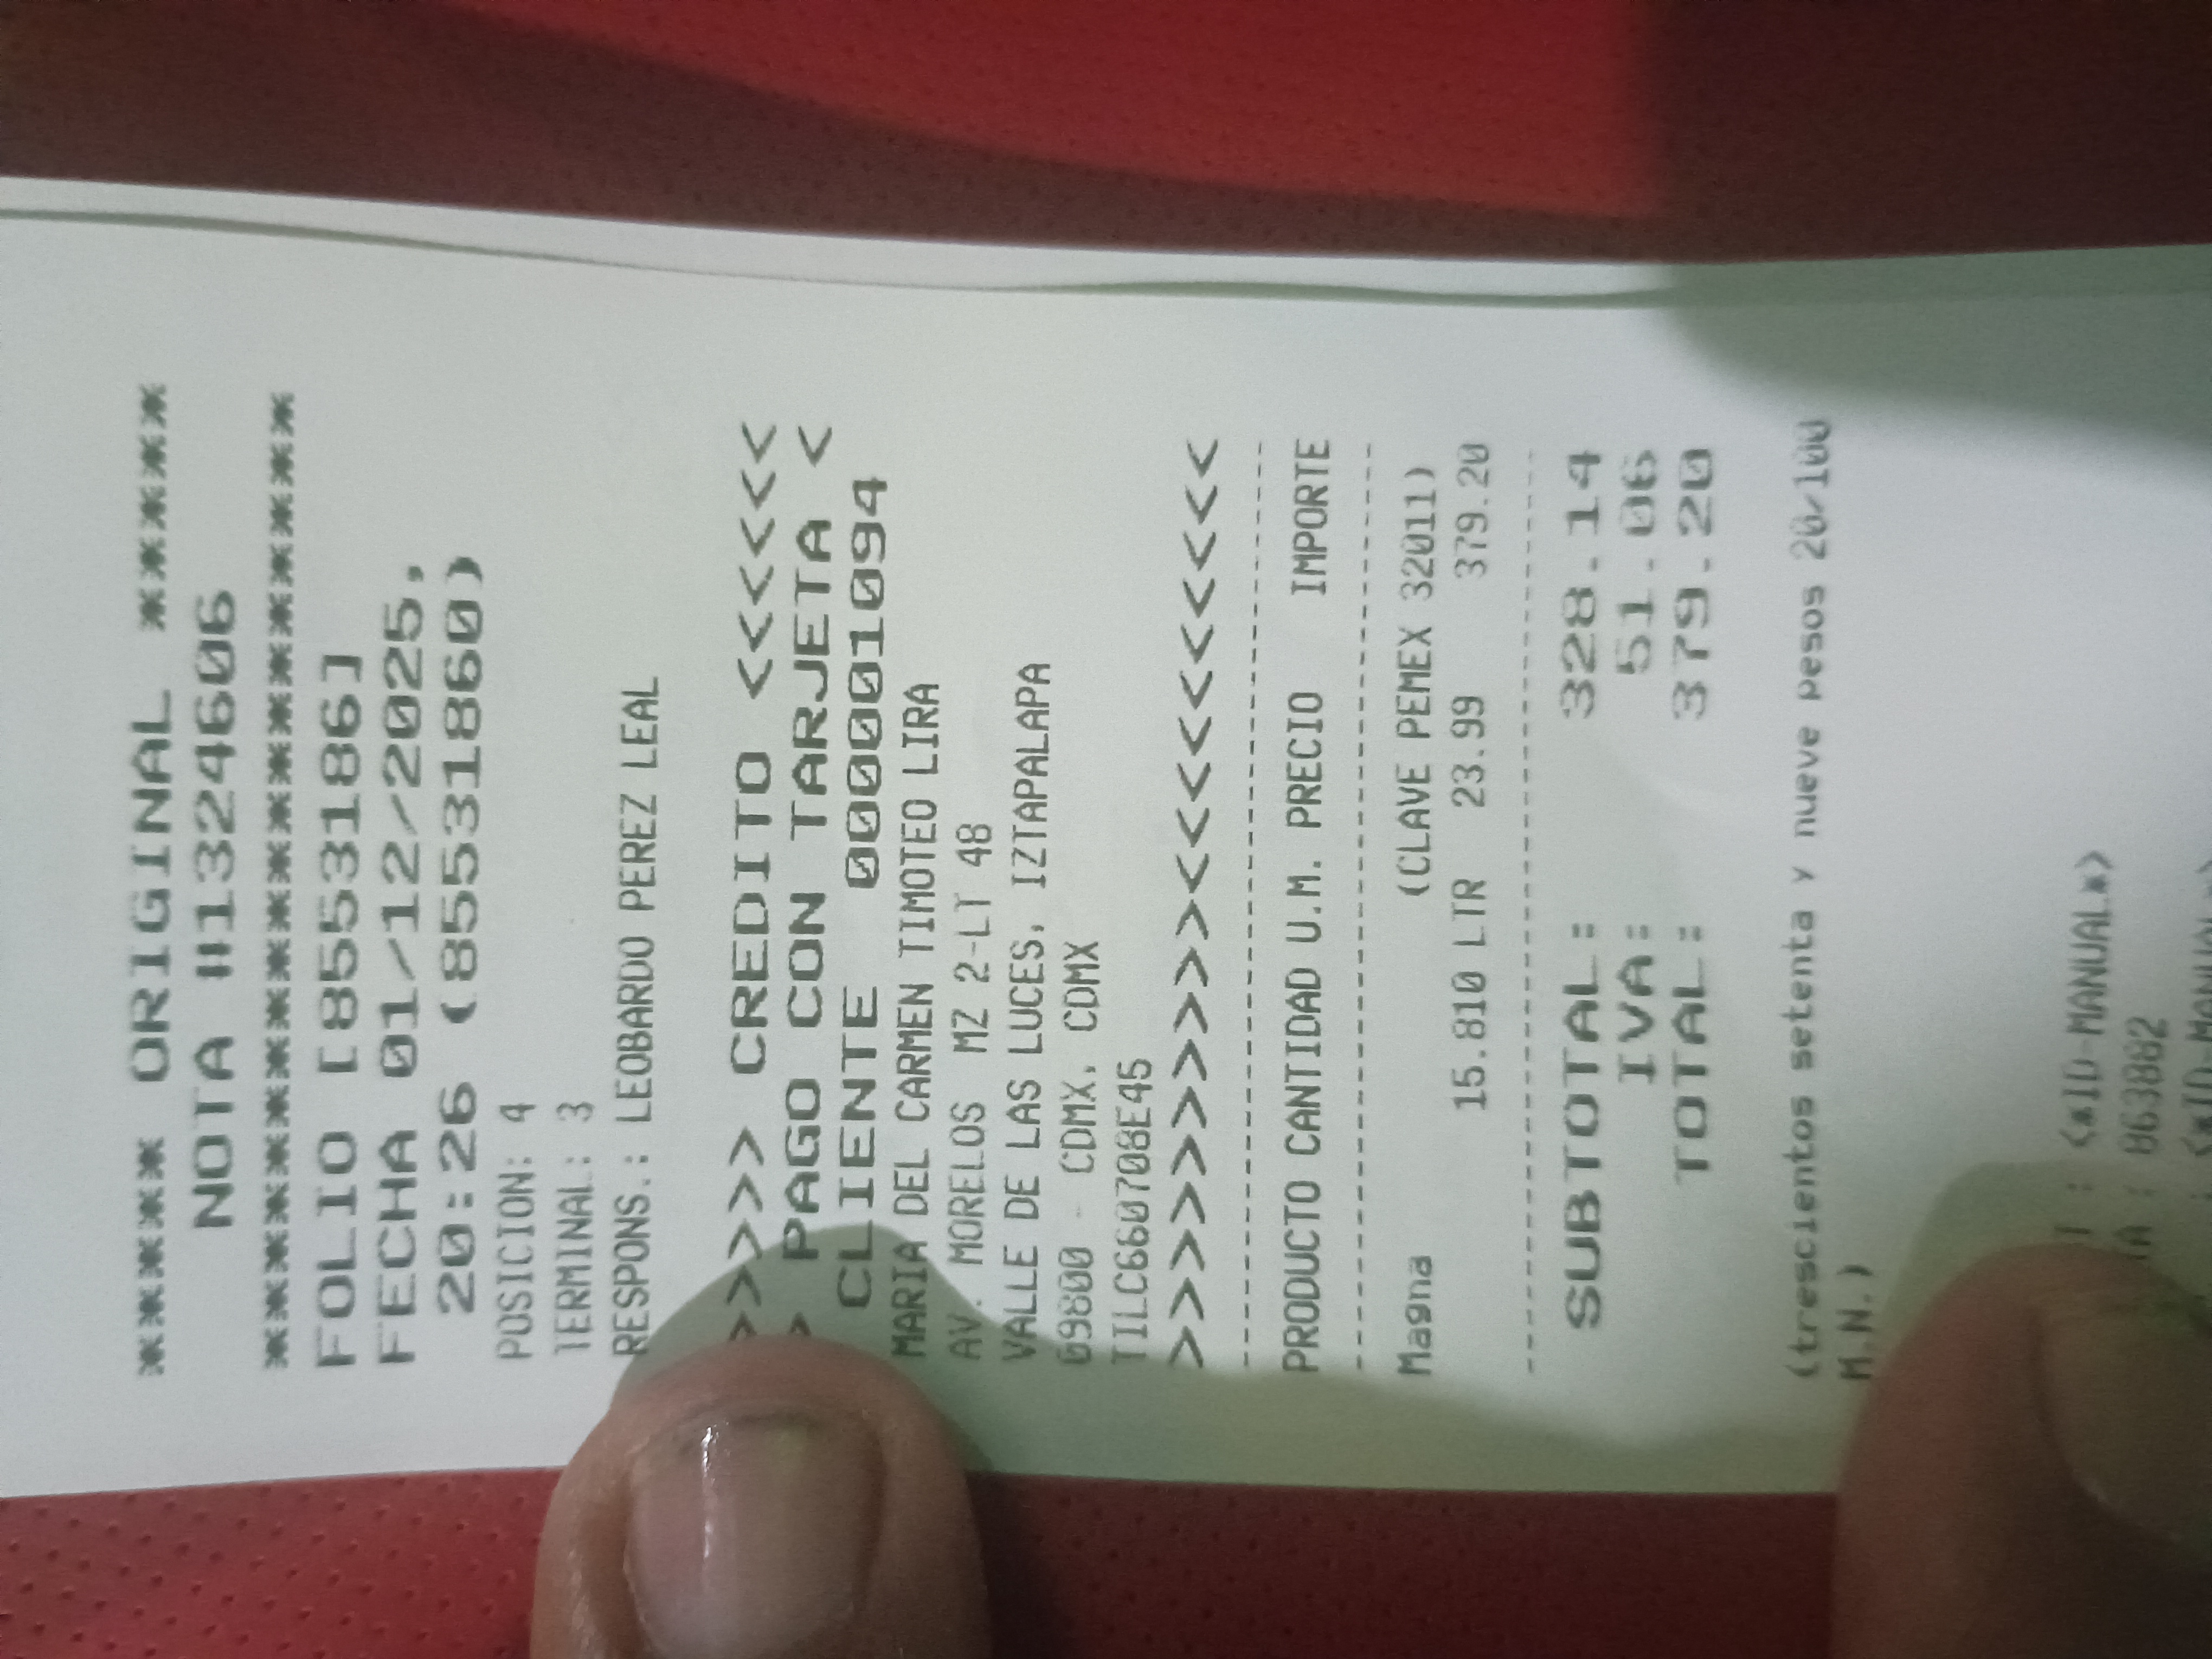 ****** ORIGINAL ******
NOTA #1324606
************************
FOLIO [8553186]
FECHA 01/12/2025,
20:26 (85531860)
POSICION: 4
TERMINAL: 3
RESPONS.: LEOBARDO PEREZ LEAL
>>>>> CREDITO <<<<<<
> PAGO CON TARJETA <
CLIENTE 0000001094
MARIA DEL CARMEN TIMOTEO LIRA
AV. MORELOS MZ 2-LT 48
VALLE DE LAS LUCES, IZTAPALAPA
09800 - CDMX, CDMX
TILC660708E45
>>>>>>>>>><<<<<<<<<<
PRODUCTO CANTIDAD U.M. PRECIO IMPORTE
Magna (CLAVE PEMEX 32011)
15.810 LTR 23.99 379.20
SUBTOTAL: 328.14
IVA: 51.06
TOTAL: 379.20
(trescientos setenta y nueve pesos 20/100
M.N.)
: <*ID-MANUAL*>
: 063882